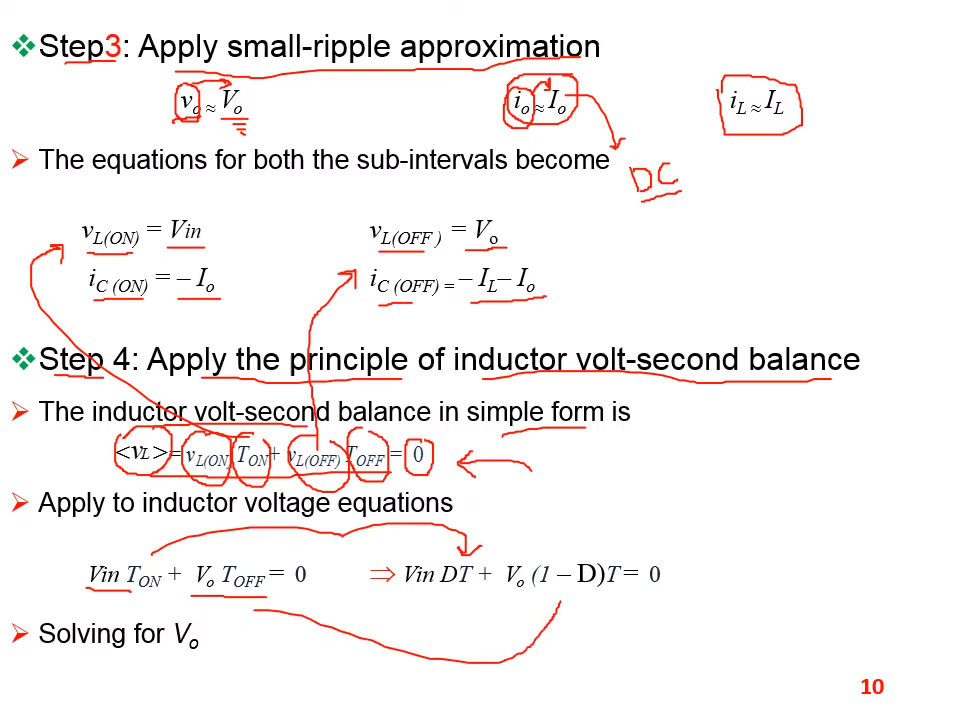 ❖Step3: Apply small-ripple approximation
vo ≈ Vo io ≈ Io iL ≈ IL
➢ The equations for both the sub-intervals become
DC
vL(ON) = Vin vL(OFF ) = Vo
iC (ON) = – Io iC (OFF) = – IL– Io
❖Step 4: Apply the principle of inductor volt-second balance
➢ The inductor volt-second balance in simple form is
<vL>= vL(ON) TON+ vL(OFF) TOFF = 0
➢ Apply to inductor voltage equations
Vin TON + Vo TOFF = 0 ⇒ Vin DT + Vo (1 – D)T = 0
➢ Solving for Vo
10